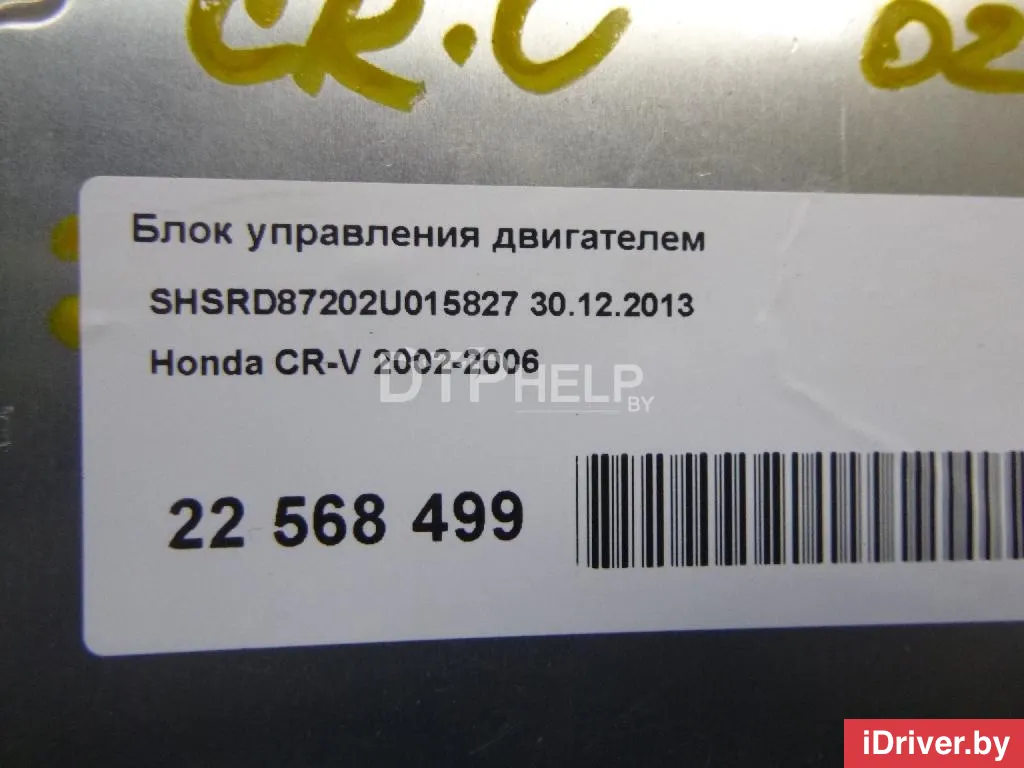 CR.V 02
Блок управления двигателем
SHSRD87202U015827 30.12.2013
Honda CR-V 2002-2006
DTPHELP
BY
22 568 499
iDriver.by